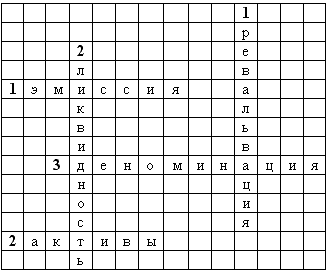 1 ревальвация
2 ликвидность
1 эмиссия
3 деноминация
2 активы